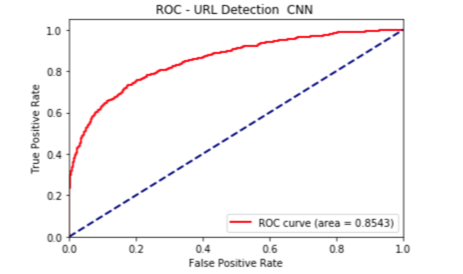 ROC - URL Detection CNN
1.0
0.8
0.6
0.4
0.2
0.0
True Positive Rate
ROC curve (area = 0.8543)
0.0 0.2 0.4 0.6 0.8 1.0
False Positive Rate